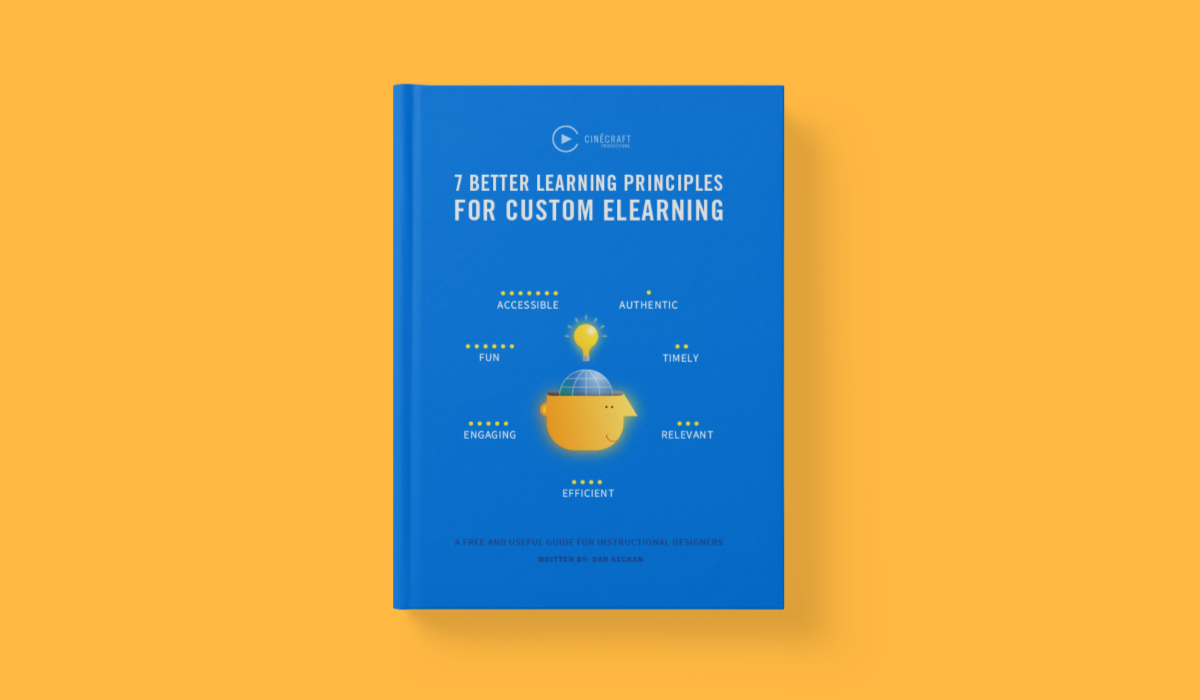 CINÉCRAFT
PRODUCTIONS
7 BETTER LEARNING PRINCIPLES
FOR CUSTOM ELEARNING
ACCESSIBLE
AUTHENTIC
FUN
TIMELY
ENGAGING
RELEVANT
EFFICIENT
A FREE AND USEFUL GUIDE FOR INSTRUCTIONAL DESIGNERS
WRITTEN BY: DAN KECKAN